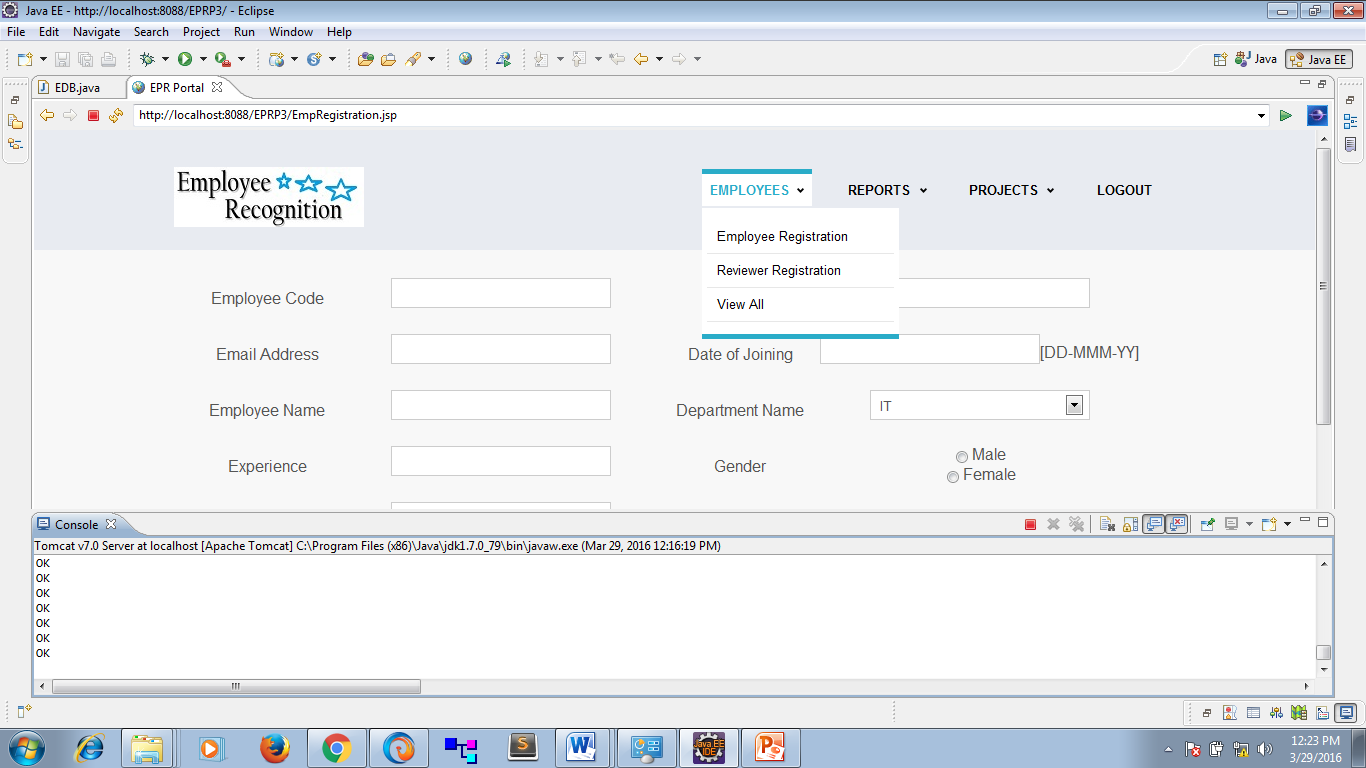 Java EE - http://localhost:8088/EPRP3/ - Eclipse
File Edit Navigate Search Project Run Window Help
Java Java EE
EDB.java EPR Portal
http://localhost:8088/EPRP3/EmpRegistration.jsp
Employee
Recognition
EMPLOYEES REPORTS PROJECTS LOGOUT
Employee Registration
Reviewer Registration
View All
Employee Code
Email Address Date of Joining [DD-MMM-YY]
Employee Name Department Name IT
Experience Gender Male
Female
Console
Tomcat v7.0 Server at localhost [Apache Tomcat] C:\Program Files (x86)\Java\jdk1.7.0_79\bin\javaw.exe (Mar 29, 2016 12:16:19 PM)
OK
OK
OK
OK
OK
OK
OK
Java EE
IDE
12:23 PM
3/29/2016